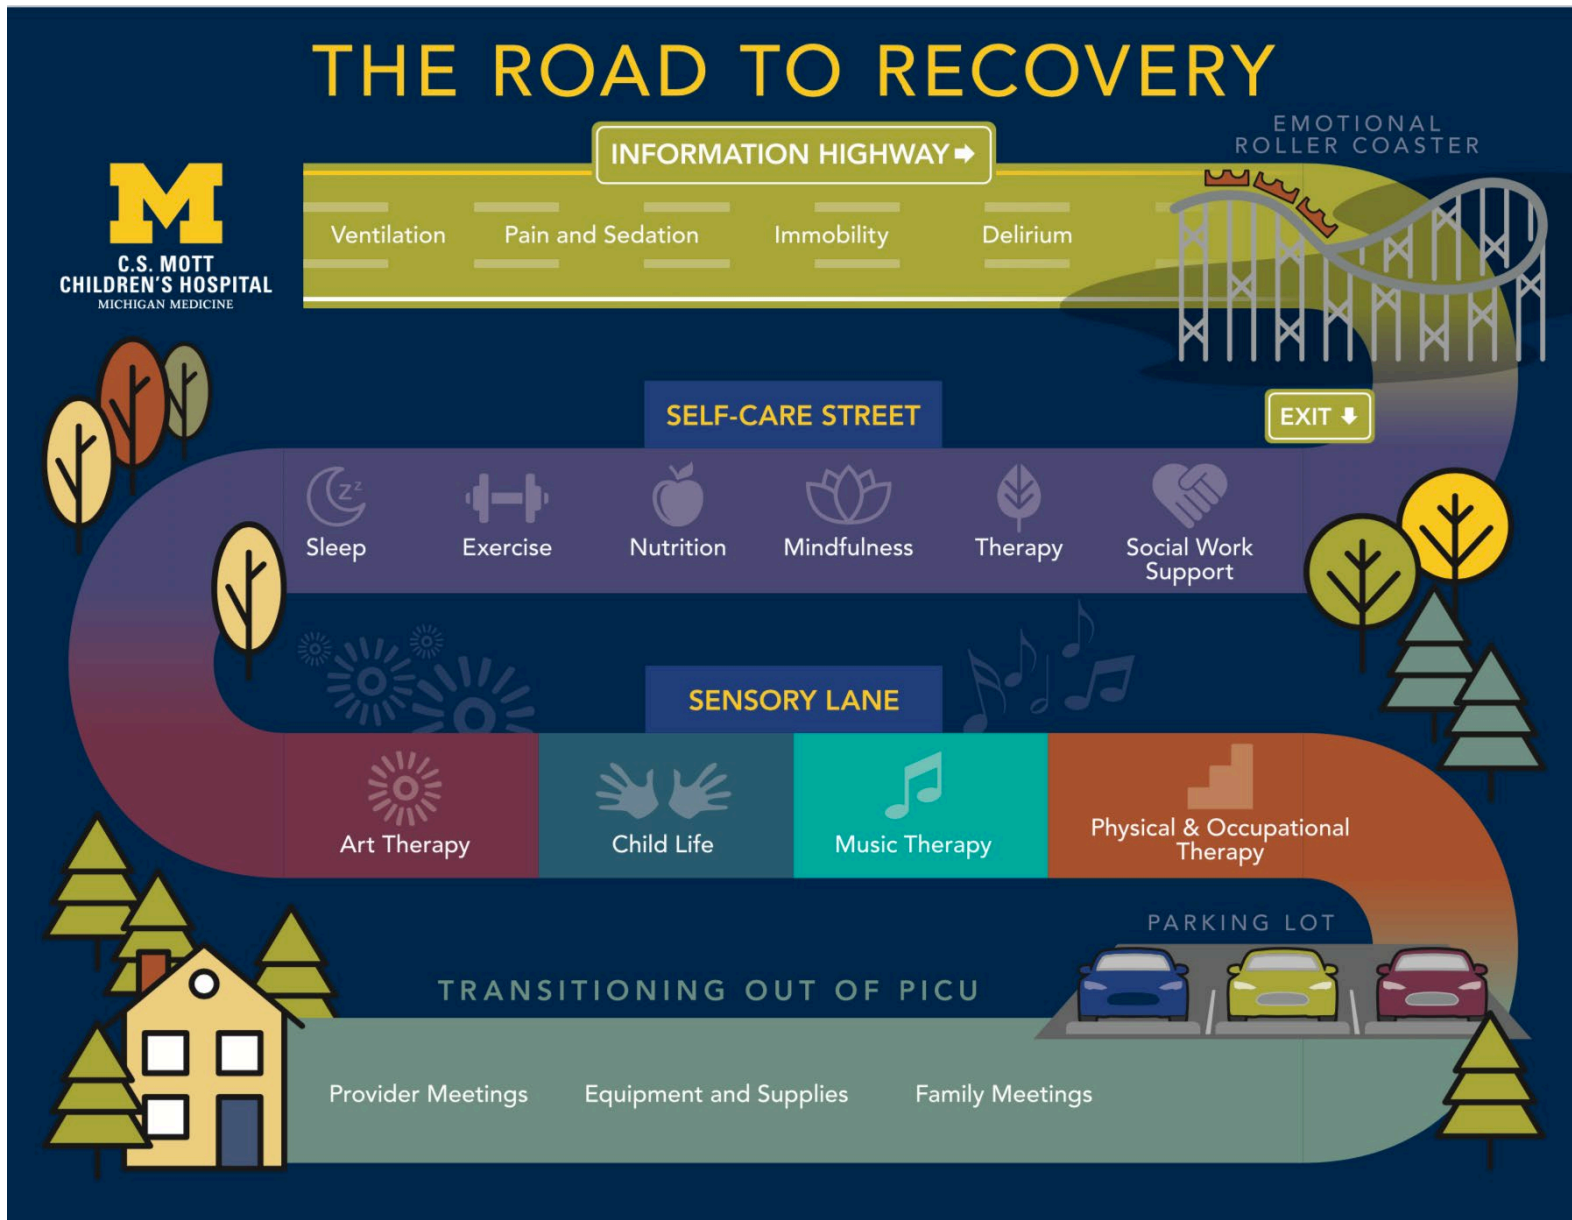 THE ROAD TO RECOVERY
EMOTIONAL
ROLLER COASTER
INFORMATION HIGHWAY
M
C.S. MOTT
CHILDREN'S HOSPITAL
MICHIGAN MEDICINE
Ventilation
Pain and Sedation
Immobility
Delirium
SELF-CARE STREET
EXIT
Sleep
Exercise
Nutrition
Mindfulness
Therapy
Social Work
Support
SENSORY LANE
Art Therapy
Child Life
Music Therapy
Physical & Occupational
Therapy
PARKING LOT
TRANSITIONING OUT OF PICU
Provider Meetings
Equipment and Supplies
Family Meetings